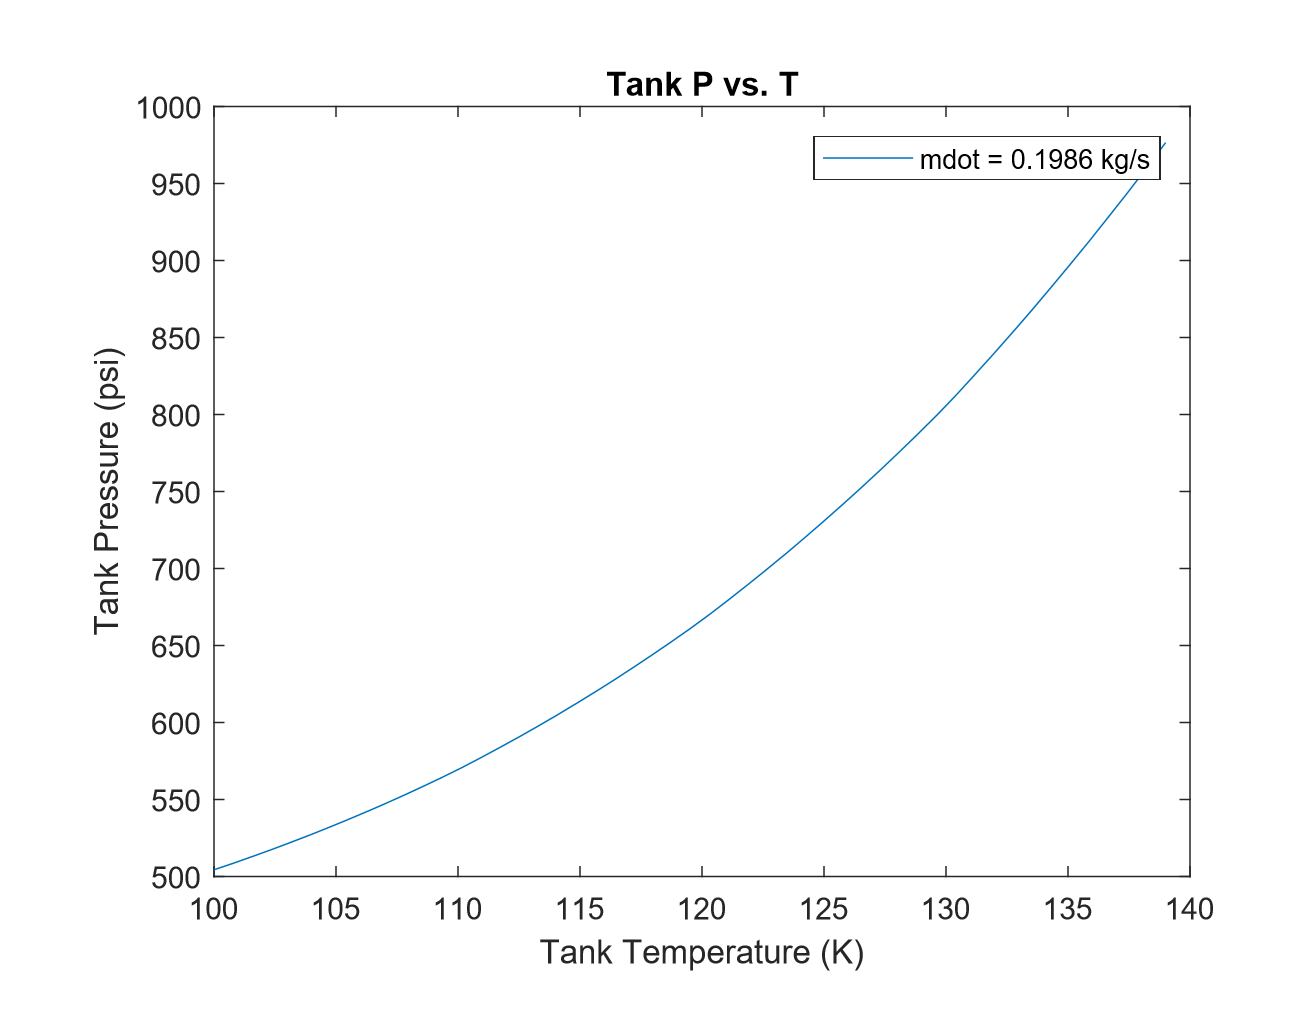 Tank P vs. T
1000
950
900
850
800
750
700
650
600
550
500
Tank Pressure (psi)
mdot = 0.1986 kg/s
100 105 110 115 120 125 130 135 140
Tank Temperature (K)